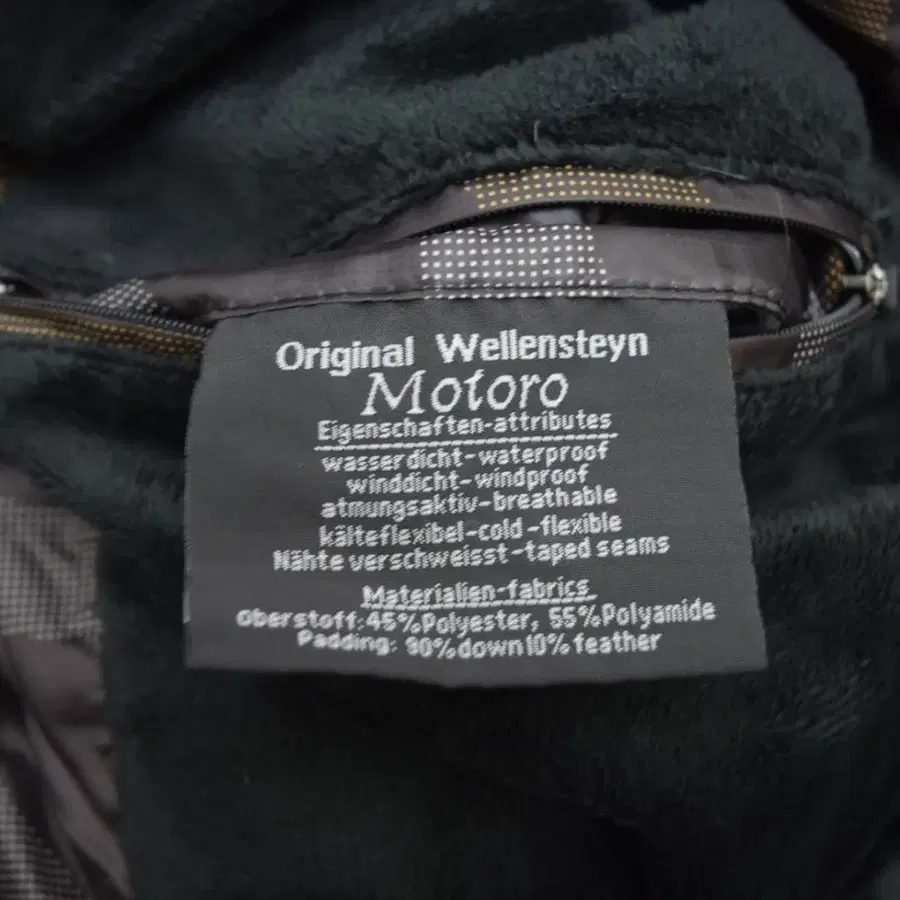 Original Wellensteyn
Motoro
Eigenschaften-attributes
wasserdicht-waterproof
winddicht-windproof
atmungsaktiv-breathable
kälteflexibel-cold-flexible
Nähte verschweisst-taped seams
Materialien-fabrics
Oberstoff:45%Polyester, 55%Polyamide
Padding: 90%down10% feather